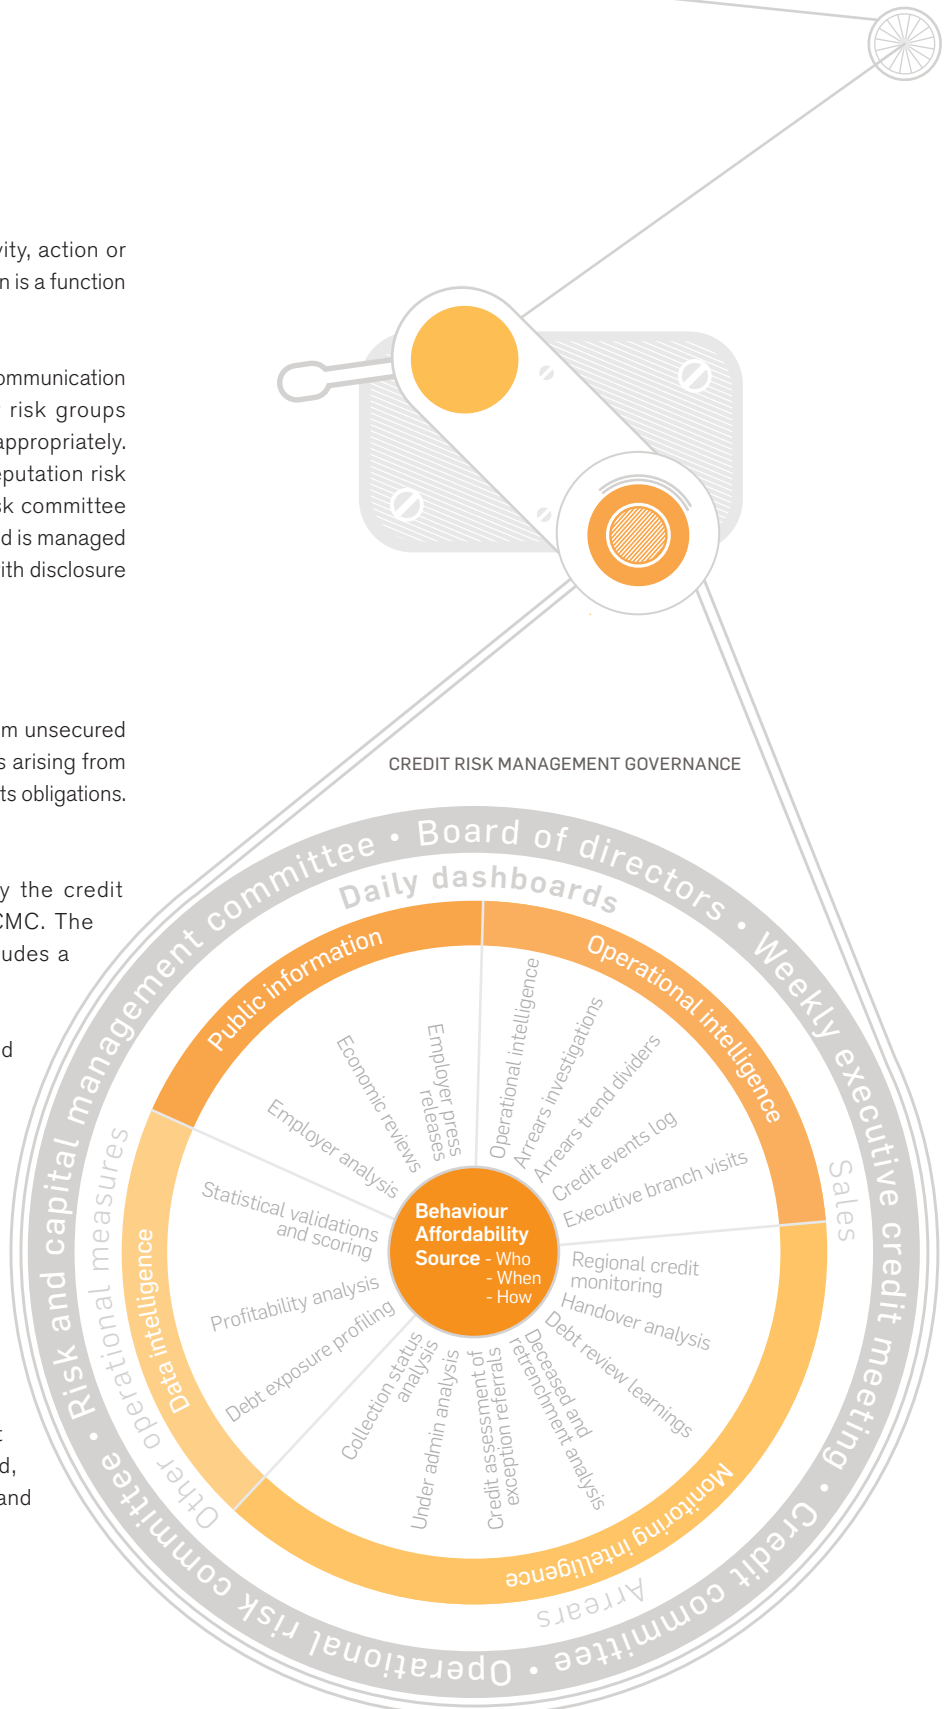 vity, action or
n is a function
ommunication
risk groups
appropriately.
eputation risk
sk committee
d is managed
ith disclosure
m unsecured
s arising from
ts obligations.
y the credit
CMC. The
udes a
d
t
d,
and
CREDIT RISK MANAGEMENT GOVERNANCE
Risk and capital management committee • Board of directors • Weekly executive credit meeting • Credit committee • Operational risk committee •
Daily dashboards
Sales
Arrears
Other operational measures
Public information
Employer analysis
Economic reviews
Employer press
releases
Operational intelligence
Operational intelligence
Arrears investigations
Arrears trend dividers
Credit events log
Executive branch visits
Monitoring intelligence
Regional credit
monitoring
Handover analysis
Debt review learnings
Deceased and
retrenchment analysis
Credit assessment of
exception referrals
Under admin analysis
Collection status
analysis
Data intelligence
Debt exposure profiling
Profitability analysis
Statistical validations
and scoring
Behaviour
Affordability
Source - Who
- When
- How